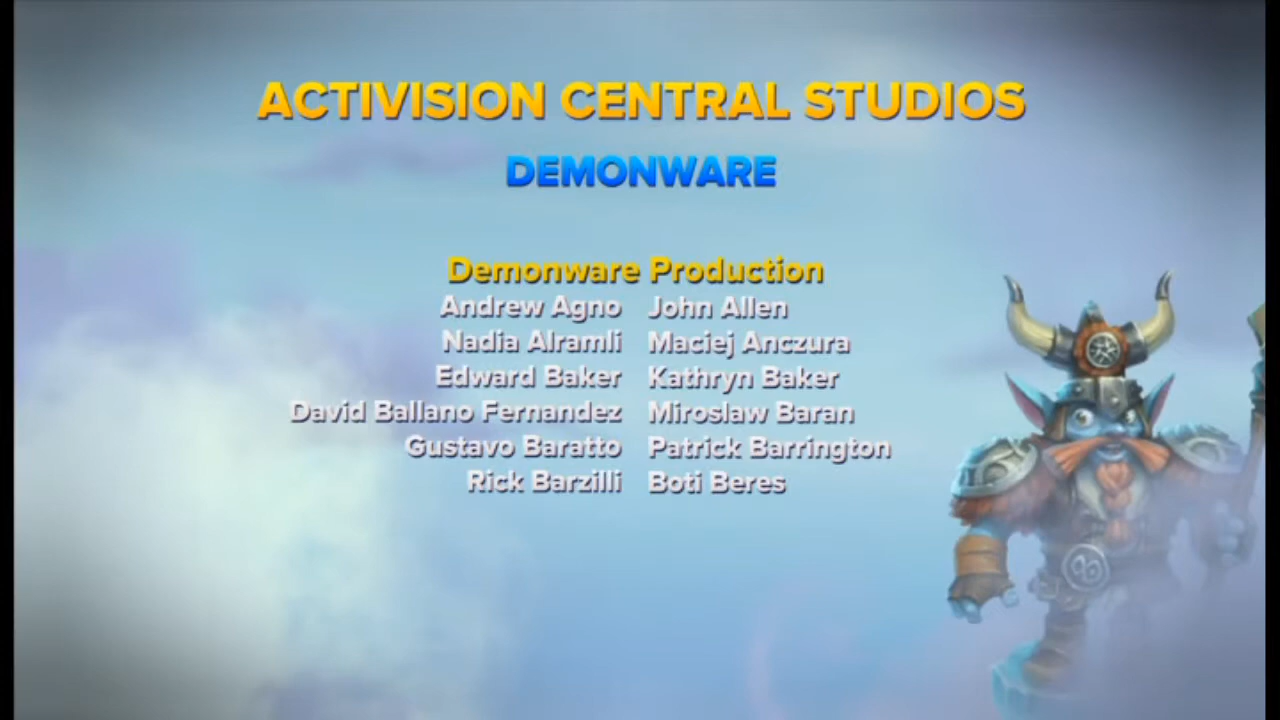 ACTIVISION CENTRAL STUDIOS
DEMONWARE
Demonware Production
Andrew Agno John Allen
Nadia Alramli Maciej Anczura
Edward Baker Kathryn Baker
David Ballano Fernandez Miroslaw Baran
Gustavo Baratto Patrick Barrington
Rick Barzilli Boti Beres